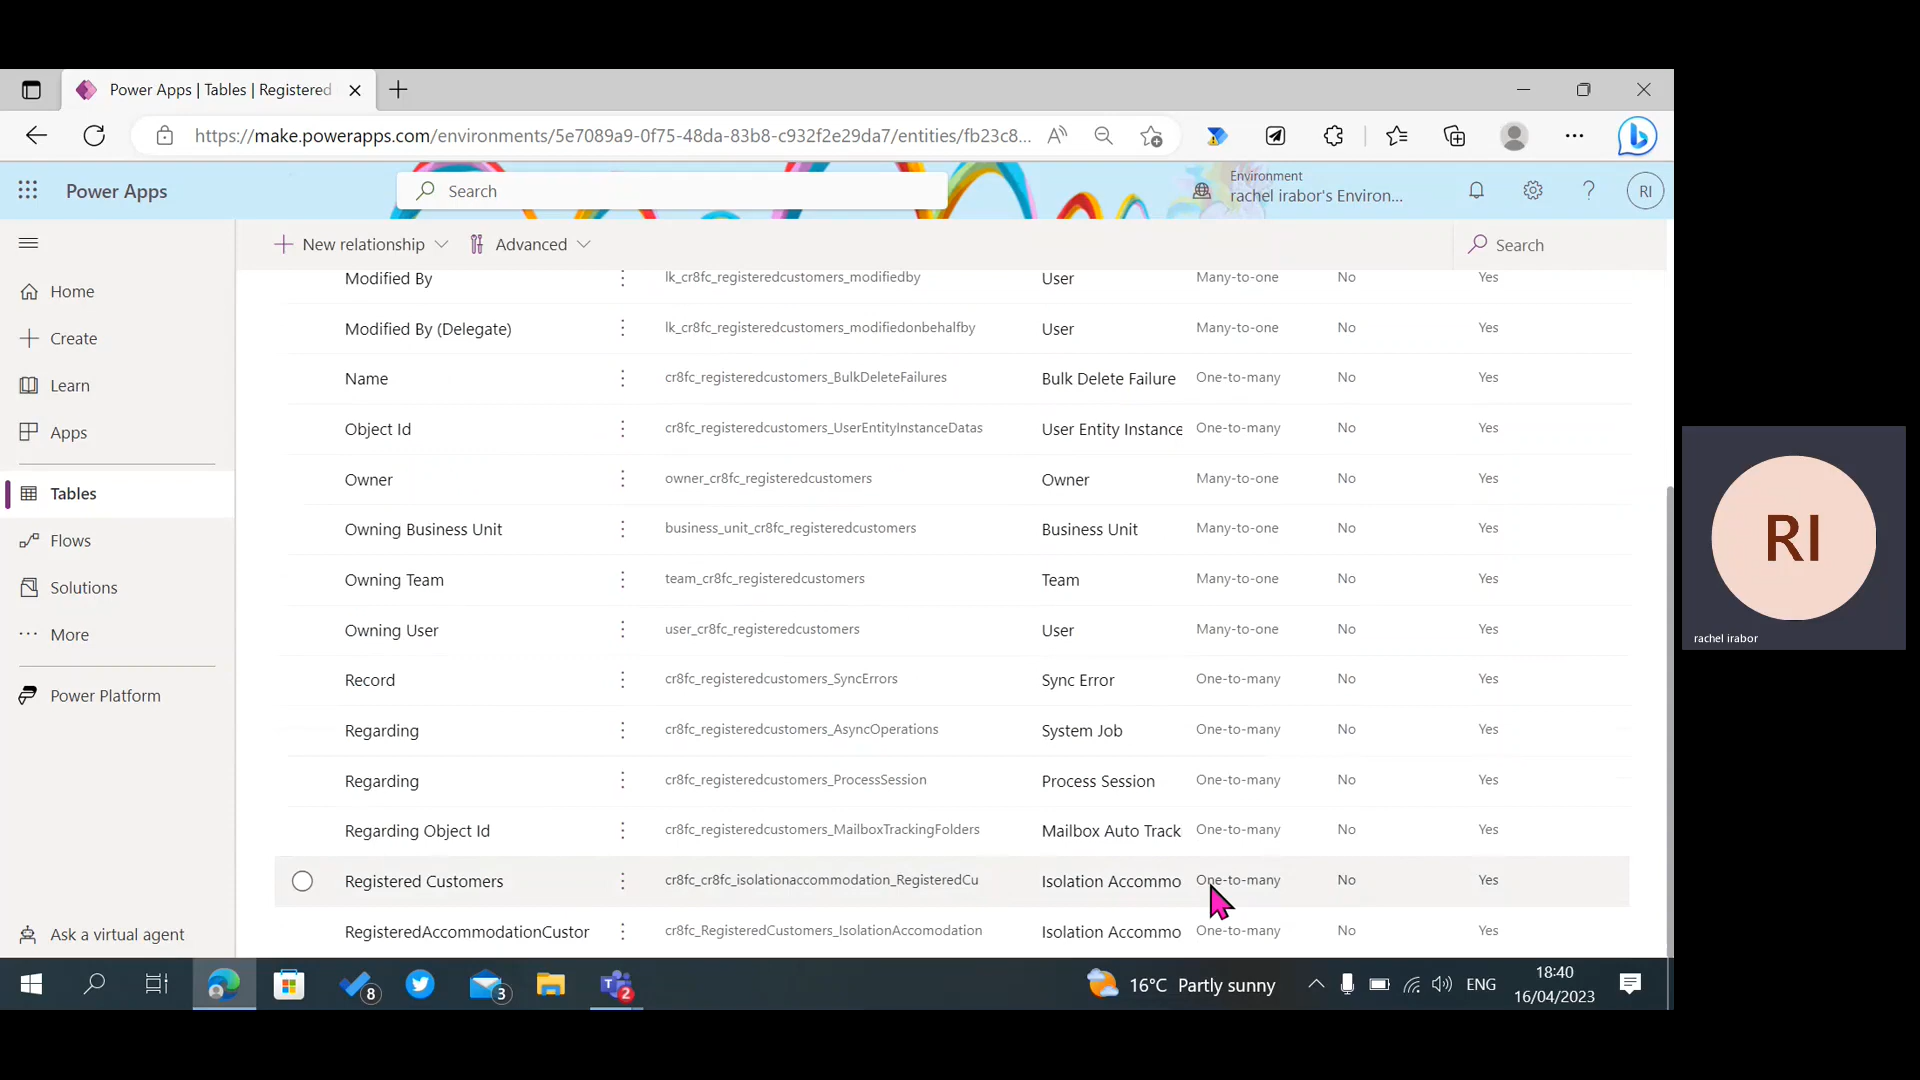 Power Apps | Tables | Registered
https://make.powerapps.com/environments/5e7089a9-0f75-48da-83b8-c932f2e29da7/entities/fb23c8...
Power Apps
Search
Environment
rachel irabor's Environ...
RI
New relationship
Advanced
Search
Home
Create
Learn
Apps
Tables
Flows
Solutions
More
Power Platform
Ask a virtual agent
Modified By lk_cr8fc_registeredcustomers_modifiedby User Many-to-one No Yes
Modified By (Delegate) lk_cr8fc_registeredcustomers_modifiedonbehalfby User Many-to-one No Yes
Name cr8fc_registeredcustomers_BulkDeleteFailures Bulk Delete Failure One-to-many No Yes
Object Id cr8fc_registeredcustomers_UserEntityInstanceDatas User Entity Instance One-to-many No Yes
Owner owner_cr8fc_registeredcustomers Owner Many-to-one No Yes
Owning Business Unit business_unit_cr8fc_registeredcustomers Business Unit Many-to-one No Yes
Owning Team team_cr8fc_registeredcustomers Team Many-to-one No Yes
Owning User user_cr8fc_registeredcustomers User Many-to-one No Yes
Record cr8fc_registeredcustomers_SyncErrors Sync Error One-to-many No Yes
Regarding cr8fc_registeredcustomers_AsyncOperations System Job One-to-many No Yes
Regarding cr8fc_registeredcustomers_ProcessSession Process Session One-to-many No Yes
Regarding Object Id cr8fc_registeredcustomers_MailboxTrackingFolders Mailbox Auto Track One-to-many No Yes
Registered Customers cr8fc_cr8fc_isolationaccommodation_RegisteredCu Isolation Accommo One-to-many No Yes
RegisteredAccommodationCustor cr8fc_RegisteredCustomers_IsolationAccomodation Isolation Accommo One-to-many No Yes
RI
rachel irabor
8
3
2
16°C Partly sunny
ENG
18:40
16/04/2023